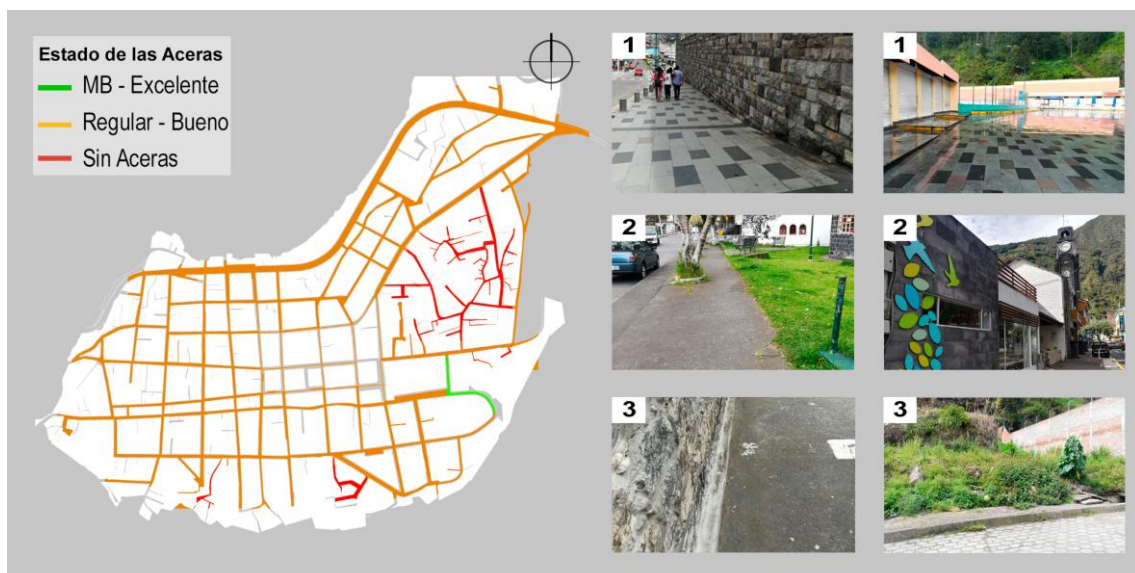 Estado de las Aceras
MB - Excelente
Regular - Bueno
Sin Aceras
1
1
2
2
3
3